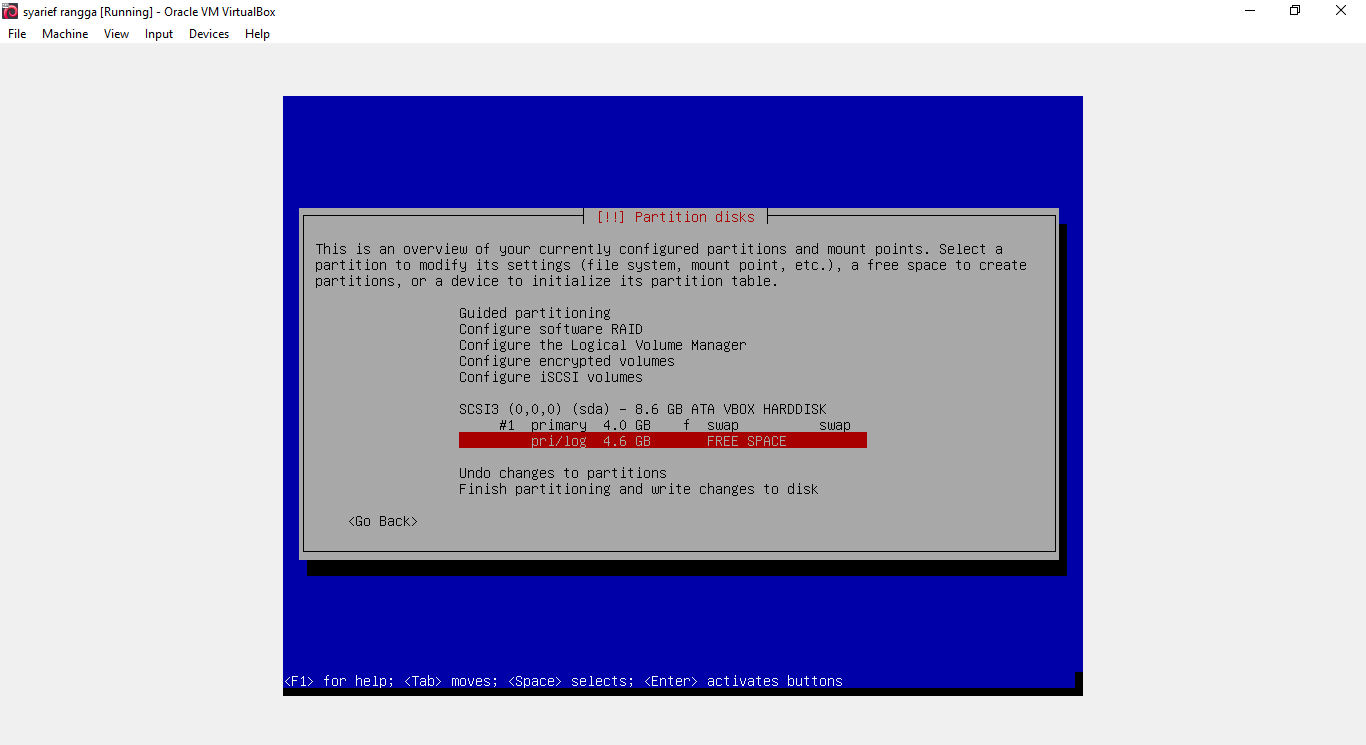 syarief rangga [Running] - Oracle VM VirtualBox
File Machine View Input Devices Help
[!!] Partition disks
This is an overview of your currently configured partitions and mount points. Select a
partition to modify its settings (file system, mount point, etc.), a free space to create
partitions, or a device to initialize its partition table.
Guided partitioning
Configure software RAID
Configure the Logical Volume Manager
Configure encrypted volumes
Configure iSCSI volumes
SCSI3 (0,0,0) (sda) - 8.6 GB ATA VBOX HARDDISK
#1 primary 4.0 GB f swap swap
pri/log 4.6 GB FREE SPACE
Undo changes to partitions
Finish partitioning and write changes to disk
<Go Back>
<F1> for help; <Tab> moves; <Space> selects; <Enter> activates buttons